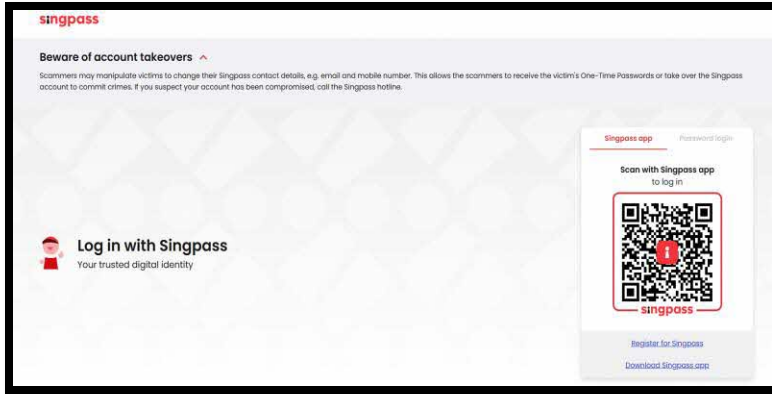 singpass
Beware of account takeovers
Scammers may manipulate victims to change their Singpass contact details, e.g. email and mobile number. This allows the scammers to receive the victim's One-Time Passwords or take over the Singpass
account to commit crimes. If you suspect your account has been compromised, call the Singpass hotline.
Singpass app Password login
Scan with Singpass app
to log in
singpass
Log in with Singpass
Your trusted digital identity
Register for Singpass
Download Singpass app